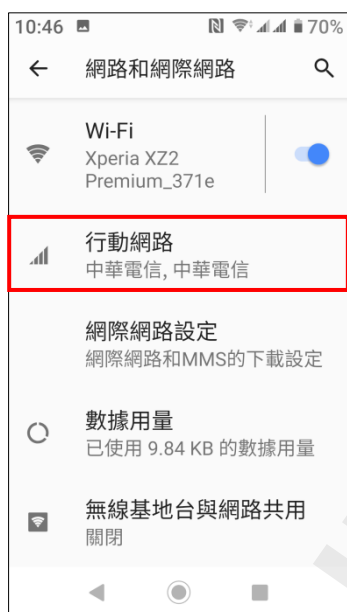 10:46 70%
網路和網際網路
Wi-Fi
Xperia XZ2
Premium_371e
行動網路
中華電信, 中華電信
網際網路設定
網際網路和MMS的下載設定
數據用量
已使用 9.84 KB 的數據用量
無線基地台與網路共用
關閉